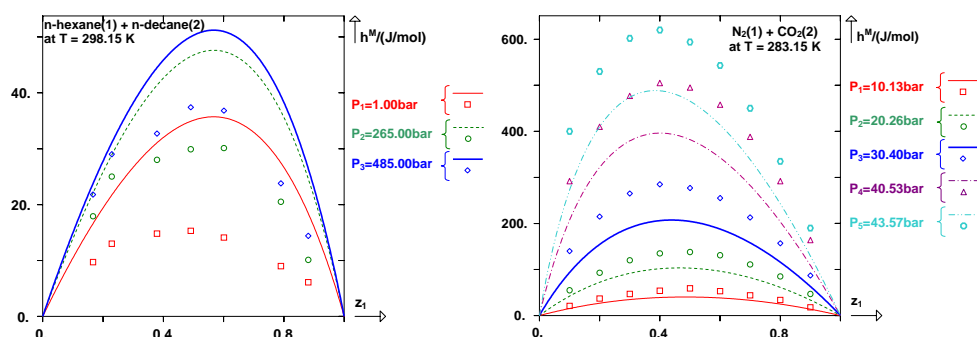 n-hexane(1) + n-decane(2)
at T = 298.15 K
h^M/(J/mol)
P₁=1.00bar
P₂=265.00bar
P₃=485.00bar
40.
20.
0.
z₁
0.
0.4
0.8
N₂(1) + CO₂(2)
at T = 283.15 K
h^M/(J/mol)
P₁=10.13bar
P₂=20.26bar
P₃=30.40bar
P₄=40.53bar
P₅=43.57bar
600.
400.
200.
0.
z₁
0.
0.4
0.8